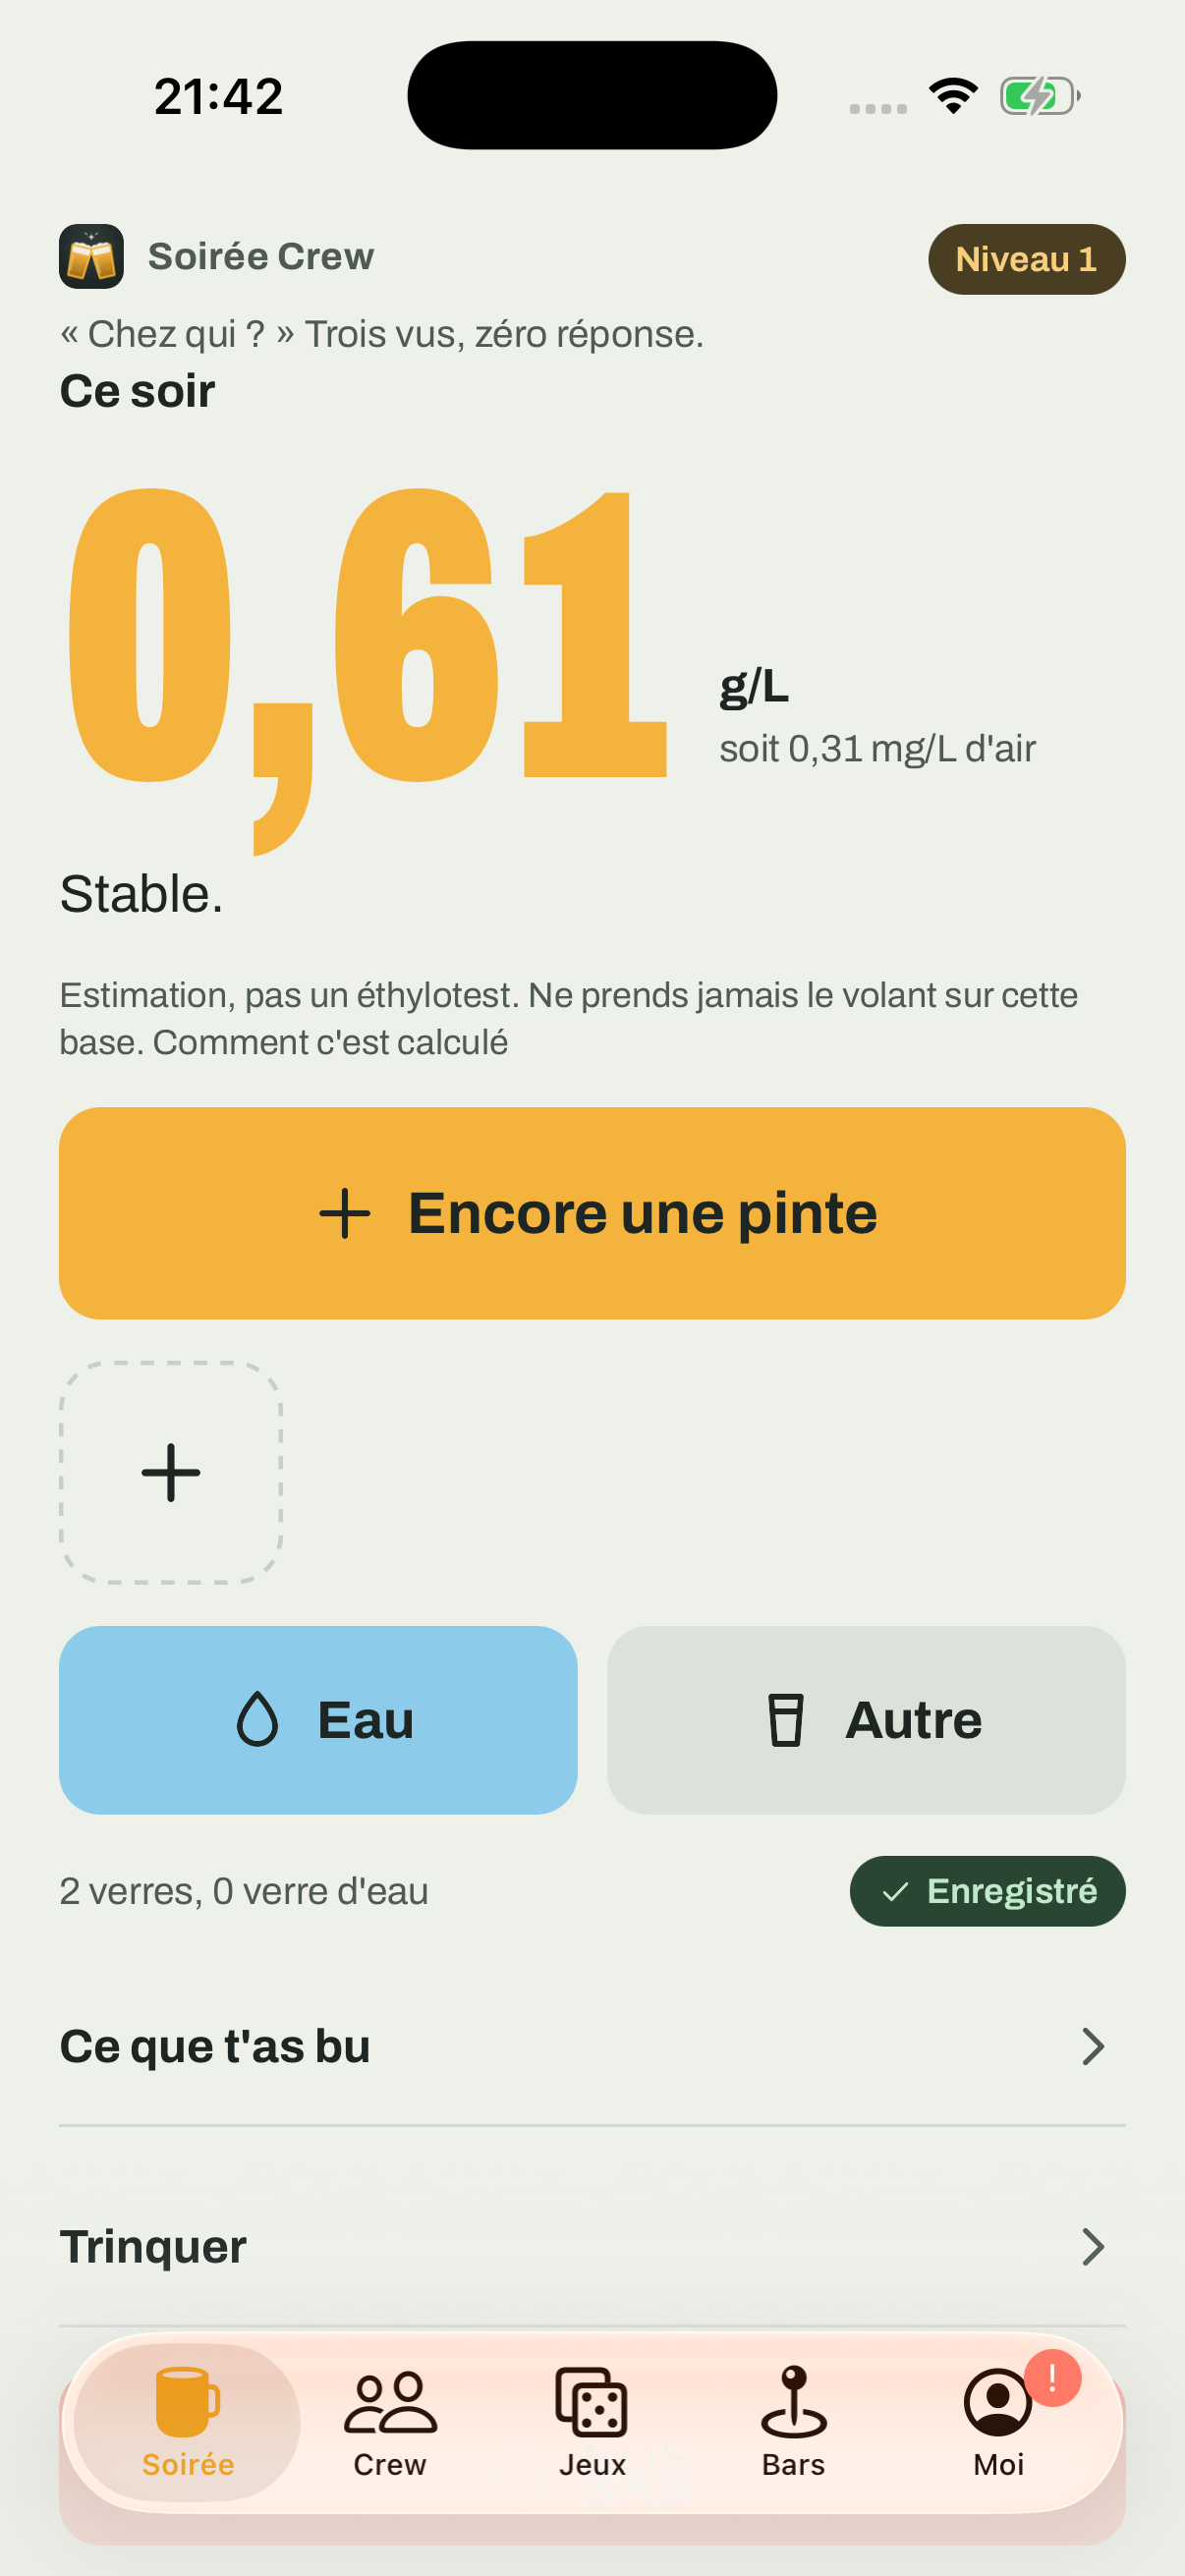 21:42
Soirée Crew
Niveau 1
« Chez qui ? » Trois vus, zéro réponse.
Ce soir
0,61
g/L
soit 0,31 mg/L d'air
Stable.
Estimation, pas un éthylotest. Ne prends jamais le volant sur cette
base. Comment c'est calculé
Encore une pinte
Eau
Autre
2 verres, 0 verre d'eau
Enregistré
Ce que t'as bu
Trinquer
!
Soirée
Crew
Jeux
Bars
Moi